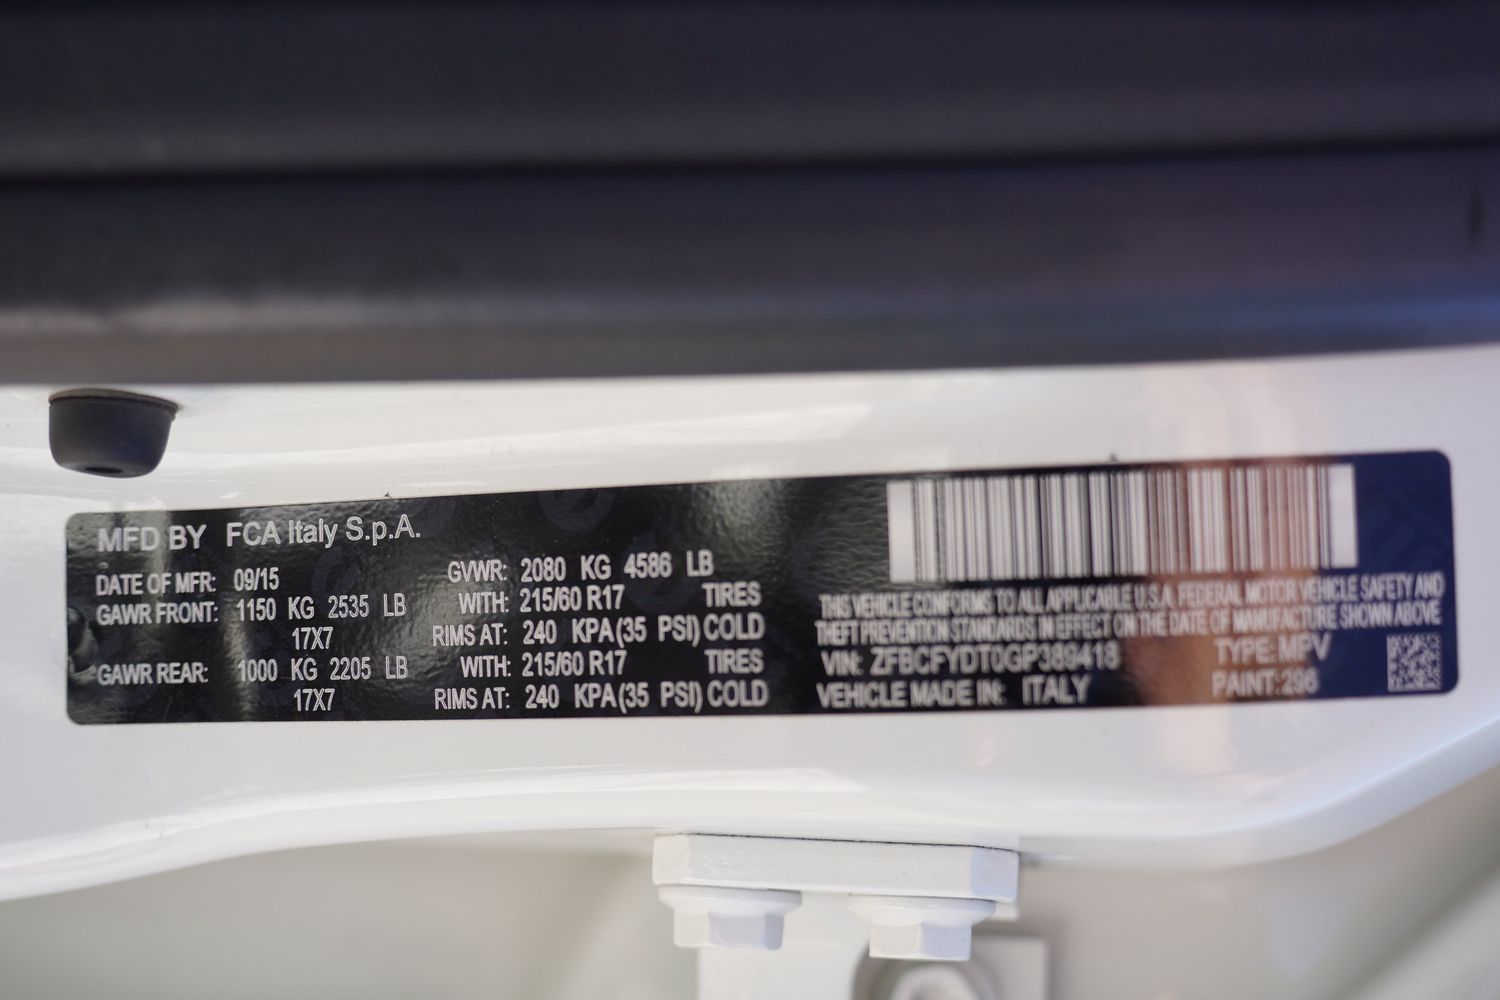 MFD BY FCA Italy S.p.A.
DATE OF MFR: 09/15
GVWR: 2080 KG 4586 LB
GAWR FRONT: 1150 KG 2535 LB WITH: 215/60 R17 TIRES
17X7 RIMS AT: 240 KPA(35 PSI) COLD
GAWR REAR: 1000 KG 2205 LB WITH: 215/60 R17 TIRES
17X7 RIMS AT: 240 KPA(35 PSI) COLD
THIS VEHICLE CONFORMS TO ALL APPLICABLE U.S.A. FEDERAL MOTOR VEHICLE SAFETY AND
THEFT PREVENTION STANDARDS IN EFFECT ON THE DATE OF MANUFACTURE SHOWN ABOVE
VIN: ZFBCFYDT0GP389418 TYPE: MPV
VEHICLE MADE IN: ITALY PAINT:296